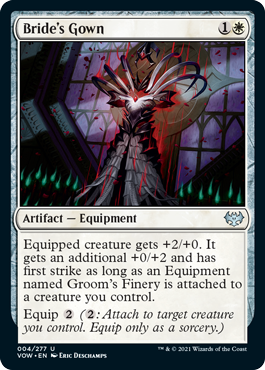 Bride's Gown 1
Artifact — Equipment
Equipped creature gets +2/+0. It
gets an additional +0/+2 and has
first strike as long as an Equipment
named Groom's Finery is attached to
a creature you control.
Equip 2 (2: Attach to target creature
you control. Equip only as a sorcery.)
004/277 U
VOW • EN Eric Deschamps
™ & © 2021 Wizards of the Coast